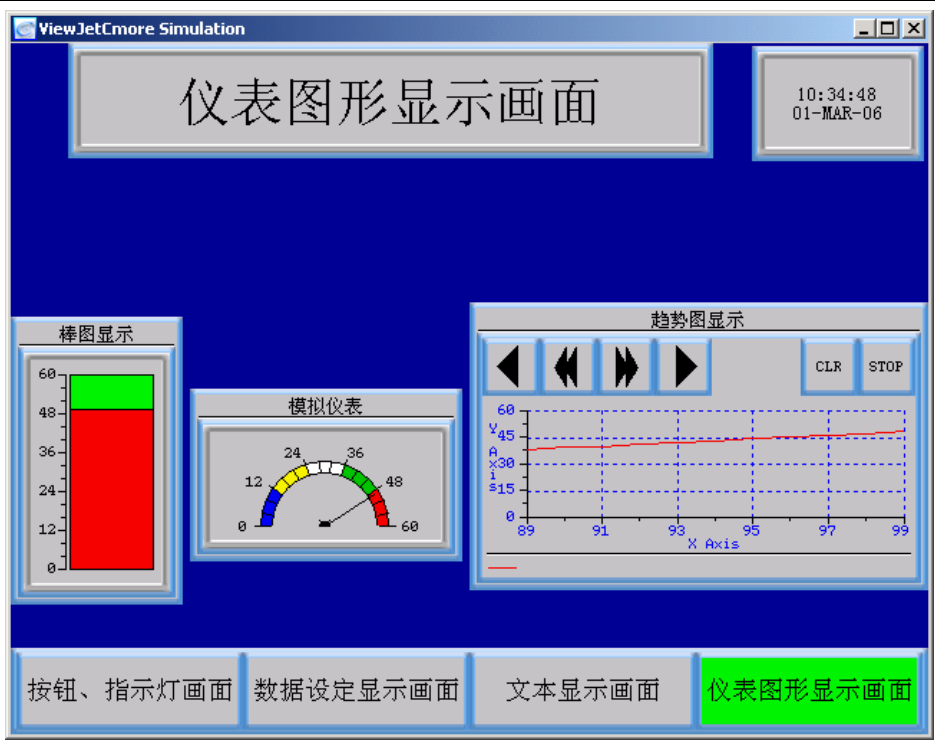 ViewJetCmore Simulation
仪表图形显示画面
10:34:48
01-MAR-06
棒图显示
60
48
36
24
12
0
模拟仪表
0
12
24
36
48
60
趋势图显示
CLR
STOP
60
45
30
15
0
Y Axis
89 91 93 95 97 99
X Axis
按钮、指示灯画面
数据设定显示画面
文本显示画面
仪表图形显示画面